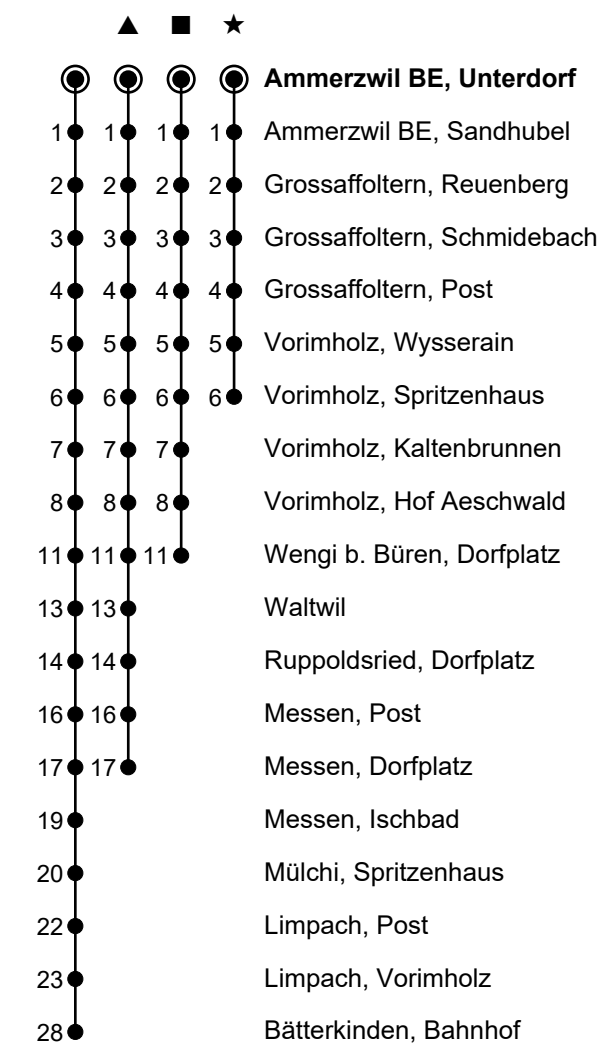 ▲ ■ ★
Ammerzwil BE, Unterdorf
1 1 1 1 Ammerzwil BE, Sandhubel
2 2 2 2 Grossaffoltern, Reuenberg
3 3 3 3 Grossaffoltern, Schmidebach
4 4 4 4 Grossaffoltern, Post
5 5 5 5 Vorimholz, Wysserain
6 6 6 6 Vorimholz, Spritzenhaus
7 7 7 Vorimholz, Kaltenbrunnen
8 8 8 Vorimholz, Hof Aeschwald
11 11 11 Wengi b. Büren, Dorfplatz
13 13 Waltwil
14 14 Ruppoldsried, Dorfplatz
16 16 Messen, Post
17 17 Messen, Dorfplatz
19 Messen, Ischbad
20 Mülchi, Spritzenhaus
22 Limpach, Post
23 Limpach, Vorimholz
28 Bätterkinden, Bahnhof